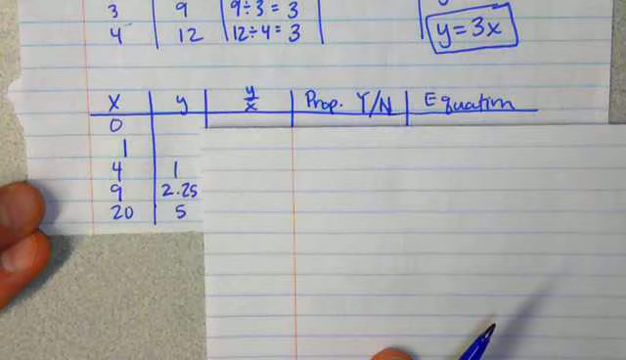 3 9 9÷3 = 3
4 12 12÷4 = 3 y=3x
x y y/x Prop. Y/N Equation
0
1
4 1
9 2.25
20 5